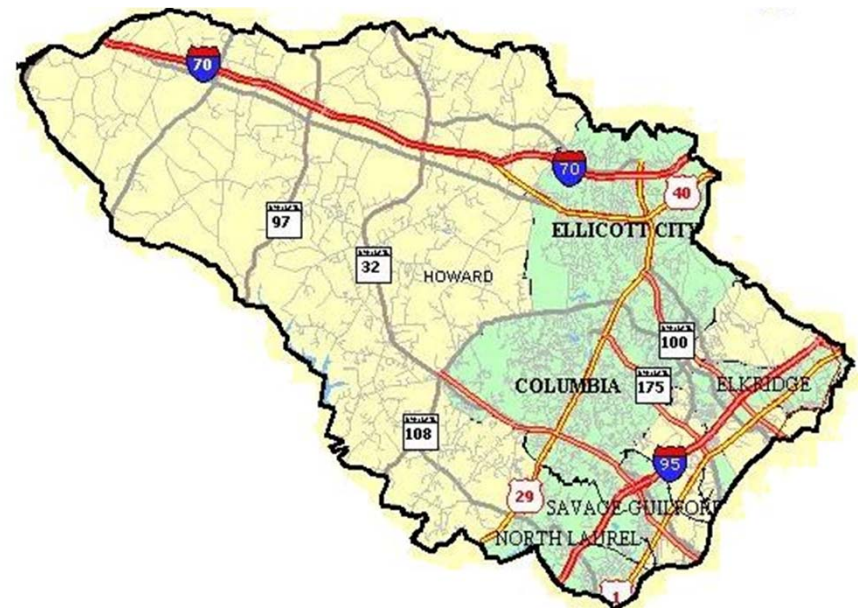 70
70
40
ELLICOTT CITY
97
32
HOWARD
100
COLUMBIA
175
ELKRIDGE
108
95
29
SAVAGE-GUILFORD
NORTH LAUREL
1